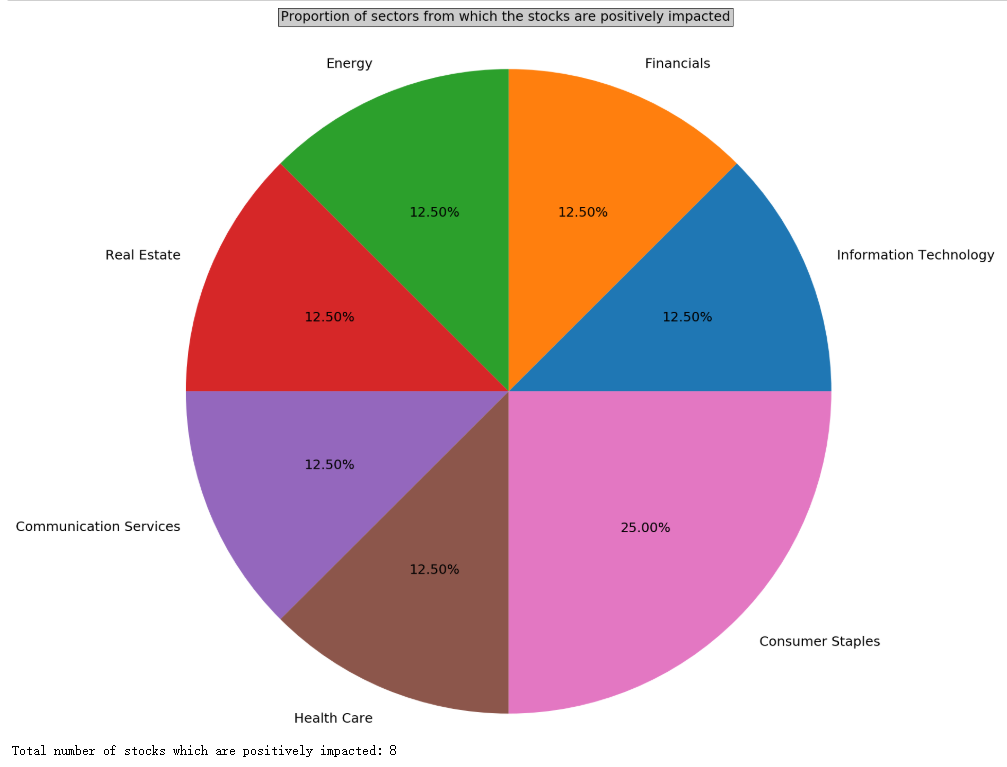 Proportion of sectors from which the stocks are positively impacted
Energy
Financials
12.50%
12.50%
Real Estate
Information Technology
12.50%
12.50%
12.50%
Communication Services
25.00%
12.50%
Consumer Staples
Health Care
Total number of stocks which are positively impacted: 8